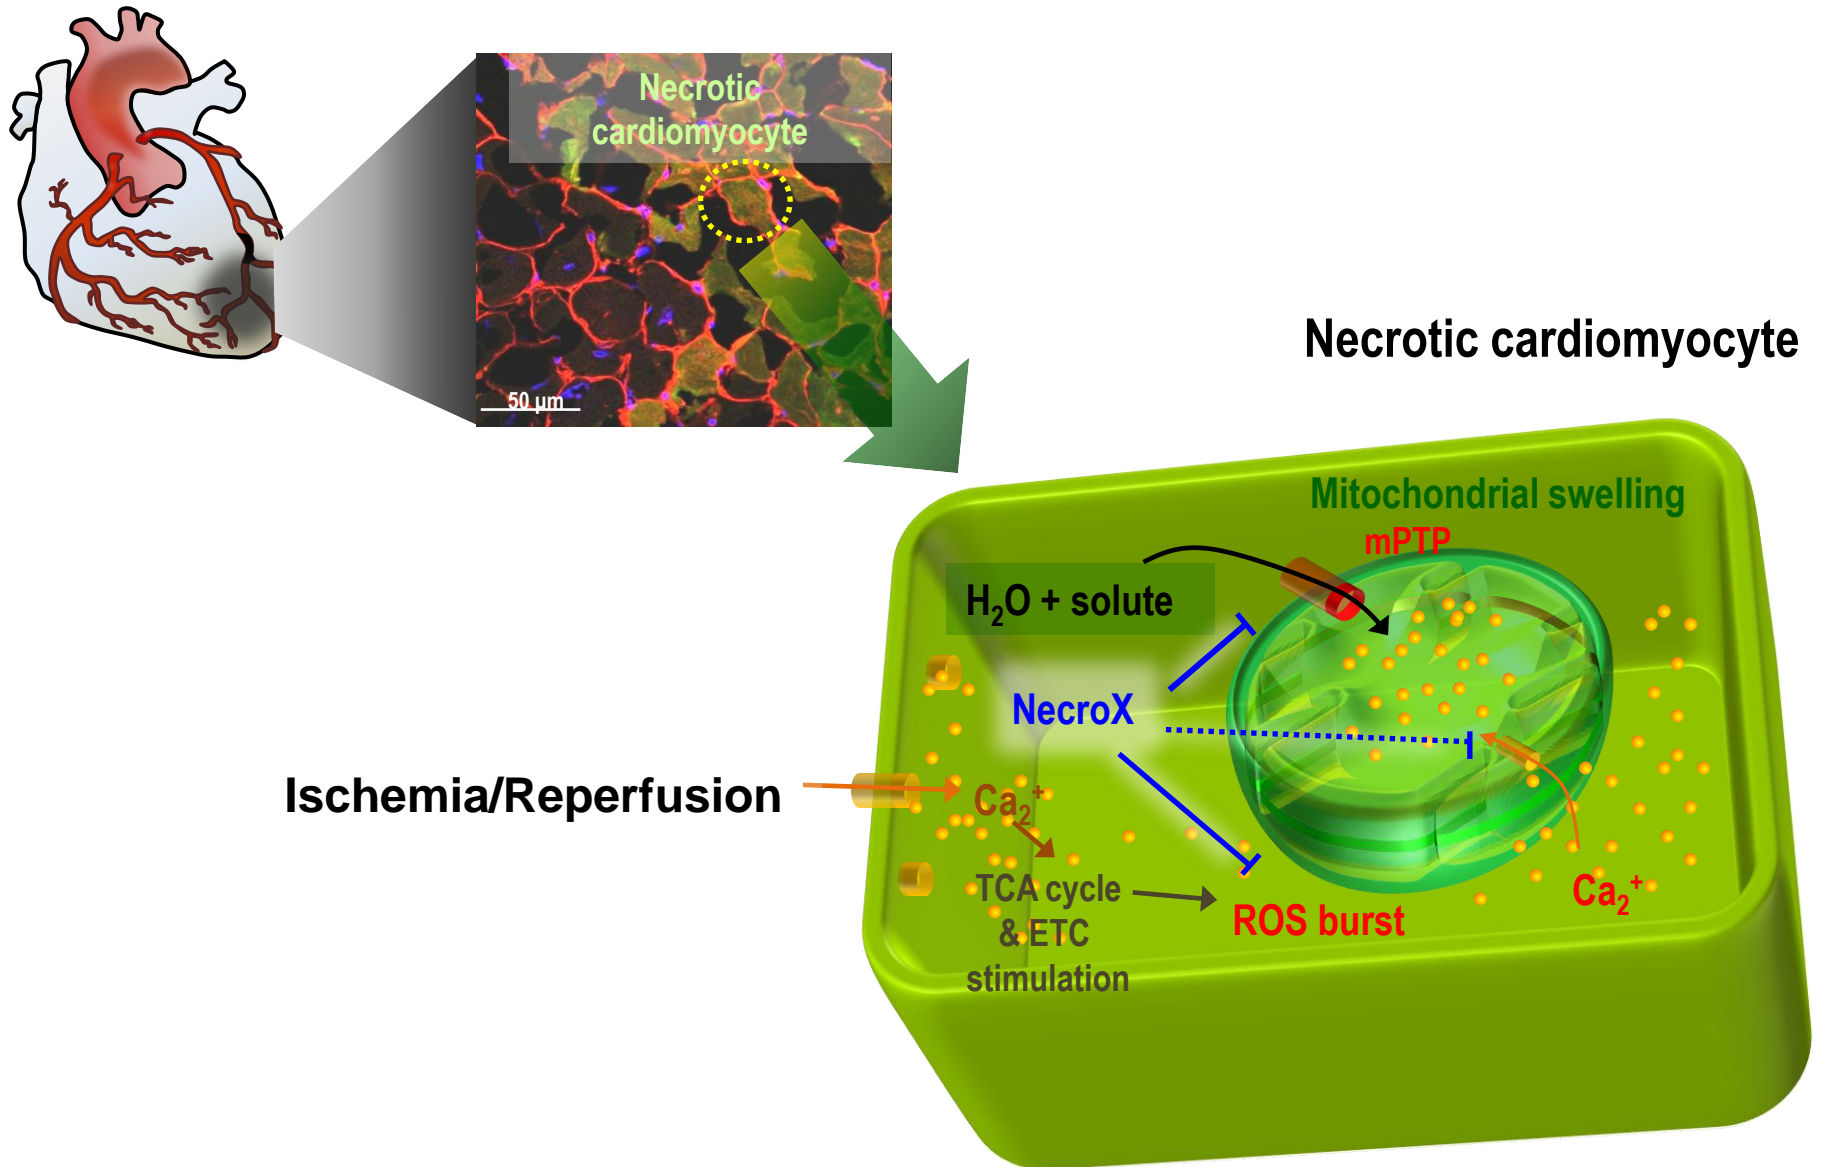 Necrotic
cardiomyocyte
50 µm
Necrotic cardiomyocyte
Mitochondrial swelling
mPTP
H₂O + solute
NecroX
Ischemia/Reperfusion
Ca₂⁺
TCA cycle
& ETC
stimulation
ROS burst
Ca₂⁺